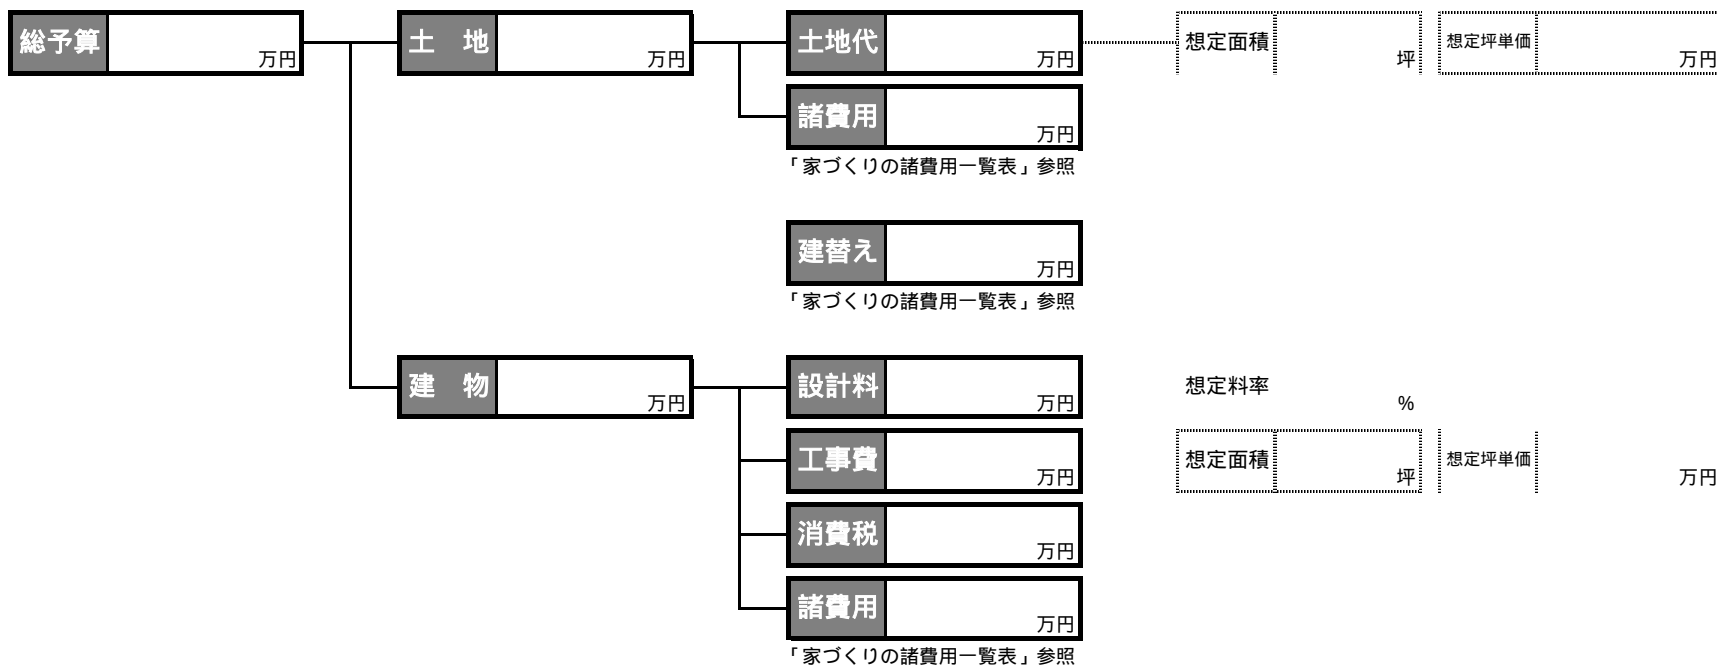 総予算 万円 土　地 万円 土地代 万円 想定面積 坪 想定坪単価 万円
諸費用 万円
「家づくりの諸費用一覧表」参照
建替え 万円
「家づくりの諸費用一覧表」参照
建　物 万円 設計料 万円 想定料率 %
工事費 万円 想定面積 坪 想定坪単価 万円
消費税 万円
諸費用 万円
「家づくりの諸費用一覧表」参照